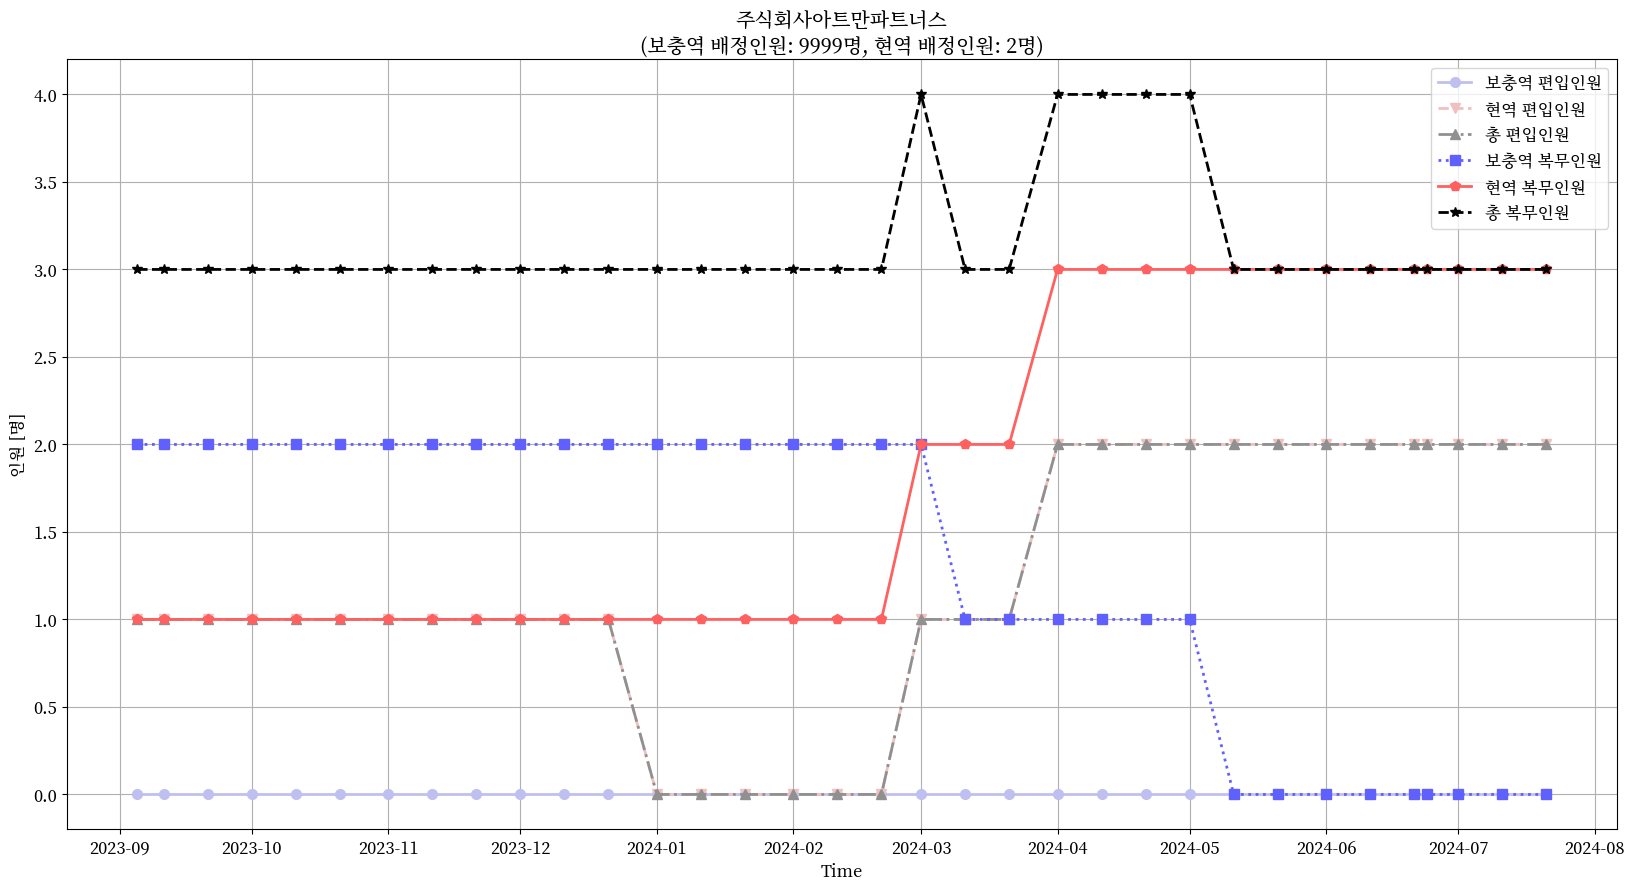 주식회사아트만파트너스
(보충역 배정인원: 9999명, 현역 배정인원: 2명)
보충역 편입인원
현역 편입인원
총 편입인원
보충역 복무인원
현역 복무인원
총 복무인원
인원 [명]
4.0
3.5
3.0
2.5
2.0
1.5
1.0
0.5
0.0
2023-09 2023-10 2023-11 2023-12 2024-01 2024-02 2024-03 2024-04 2024-05 2024-06 2024-07 2024-08
Time